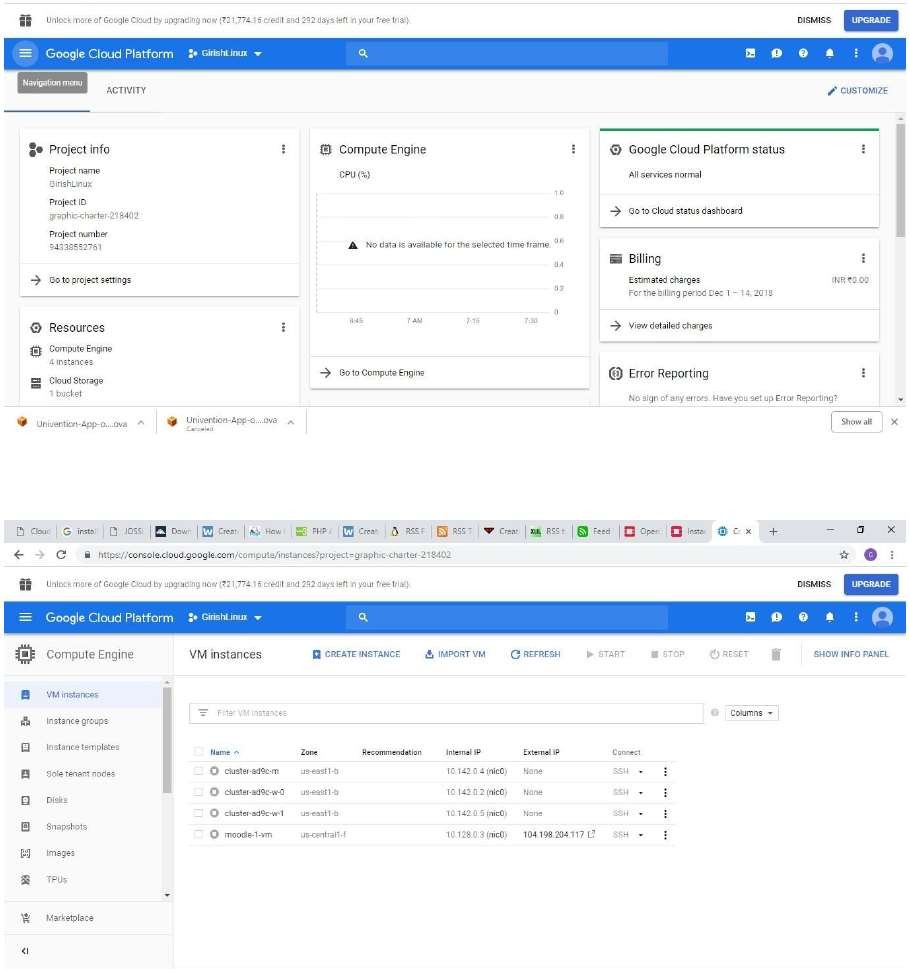 Unlock more of Google Cloud by upgrading now (₹21,774.16 credit and 292 days left in your free trial).
DISMISS
UPGRADE
Google Cloud Platform
GirishLinux
Navigation menu
ACTIVITY
CUSTOMIZE
Project info
Project name
GirishLinux
Project ID
graphic-charter-218402
Project number
94338552761
Go to project settings
Resources
Compute Engine
4 instances
Cloud Storage
1 bucket
Compute Engine
CPU (%)
1.0
0.8
0.6
0.4
0.2
0
No data is available for the selected time frame.
6:45 7 AM 7:15 7:30
Go to Compute Engine
Google Cloud Platform status
All services normal
Go to Cloud status dashboard
Billing
Estimated charges INR ₹0.00
For the billing period Dec 1 – 14, 2018
View detailed charges
Error Reporting
No sign of any errors. Have you set up Error Reporting?
Univention-App-o....ova
Univention-App-o....ova
Canceled
Show all
Cloud instal JOSSI Down Creat How i PHP / Creat RSS F RSS T Creat RSS t Feed Open Instal
https://console.cloud.google.com/compute/instances?project=graphic-charter-218402
Unlock more of Google Cloud by upgrading now (₹21,774.16 credit and 292 days left in your free trial).
DISMISS
UPGRADE
Google Cloud Platform
GirishLinux
Compute Engine
VM instances
CREATE INSTANCE
IMPORT VM
REFRESH
START
STOP
RESET
SHOW INFO PANEL
VM instances
Instance groups
Instance templates
Sole tenant nodes
Disks
Snapshots
Images
TPUs
Marketplace
Filter VM instances
Columns
Name Zone Recommendation Internal IP External IP Connect
cluster-ad9c-m us-east1-b 10.142.0.4 (nic0) None SSH
cluster-ad9c-w-0 us-east1-b 10.142.0.2 (nic0) None SSH
cluster-ad9c-w-1 us-east1-b 10.142.0.5 (nic0) None SSH
moodle-1-vm us-central1-f 10.128.0.3 (nic0) 104.198.204.117 SSH